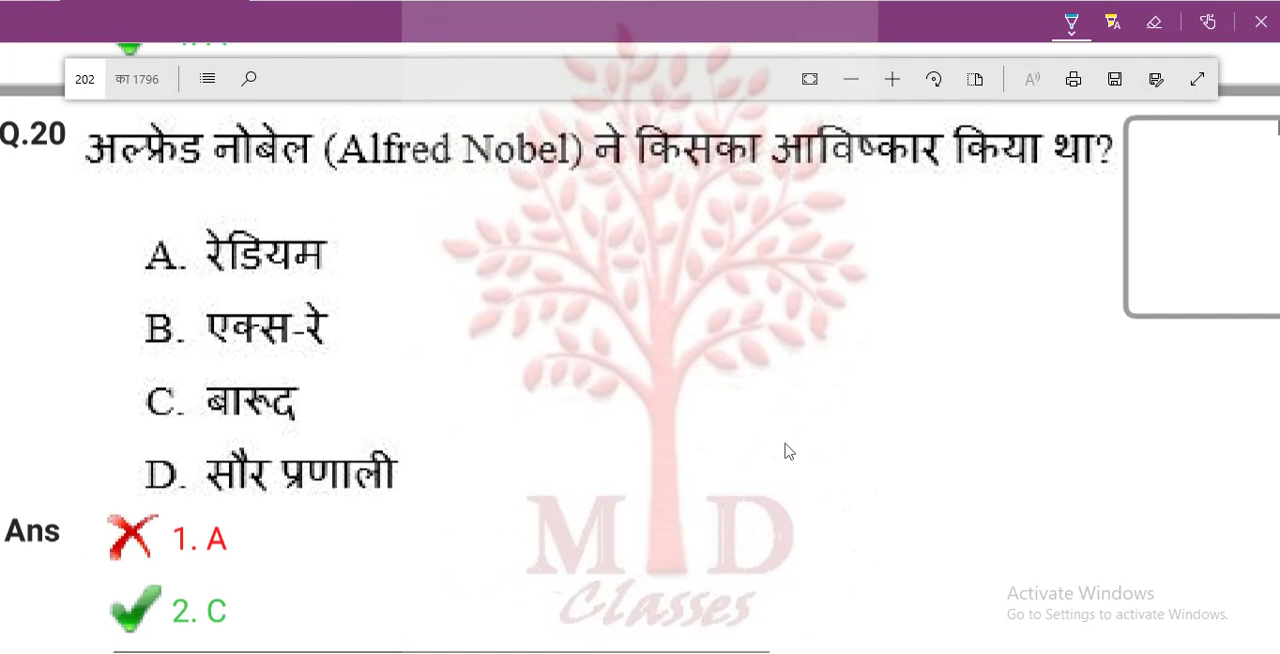 202 का 1796
Q.20 अल्फ्रेड नोबेल (Alfred Nobel) ने किसका आविष्कार किया था?
A. रेडियम
B. एक्स-रे
C. बारूद
D. सौर प्रणाली
Ans 1. A
2. C
M D
Classes
Activate Windows
Go to Settings to activate Windows.